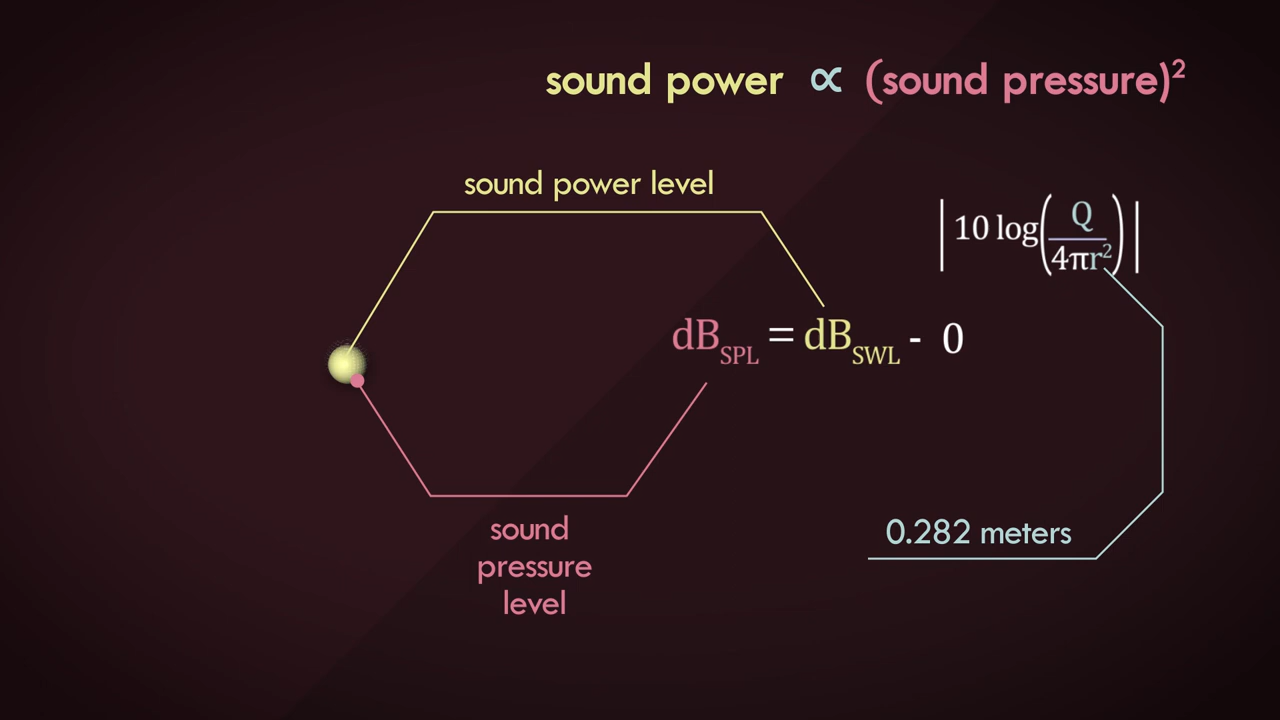 sound power ∝ (sound pressure)²
sound power level
| 10 log(Q/4πr²) |
dB_SPL = dB_SWL - 0
0.282 meters
sound
pressure
level